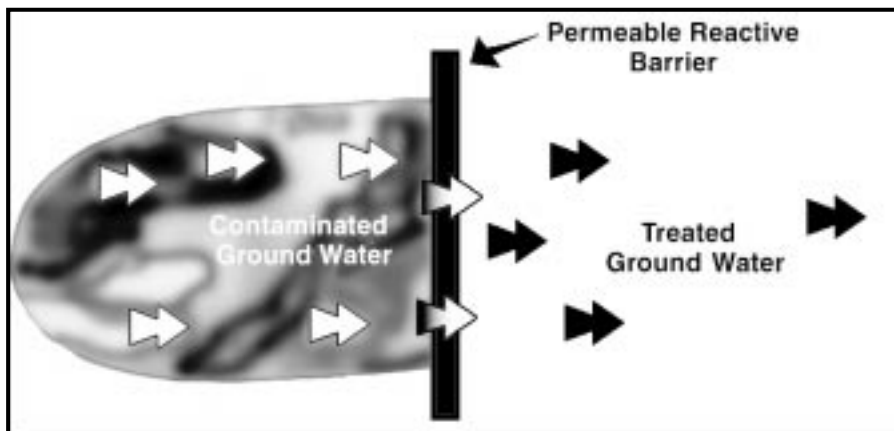 Permeable Reactive
Barrier
Contaminated
Ground Water
Treated
Ground Water